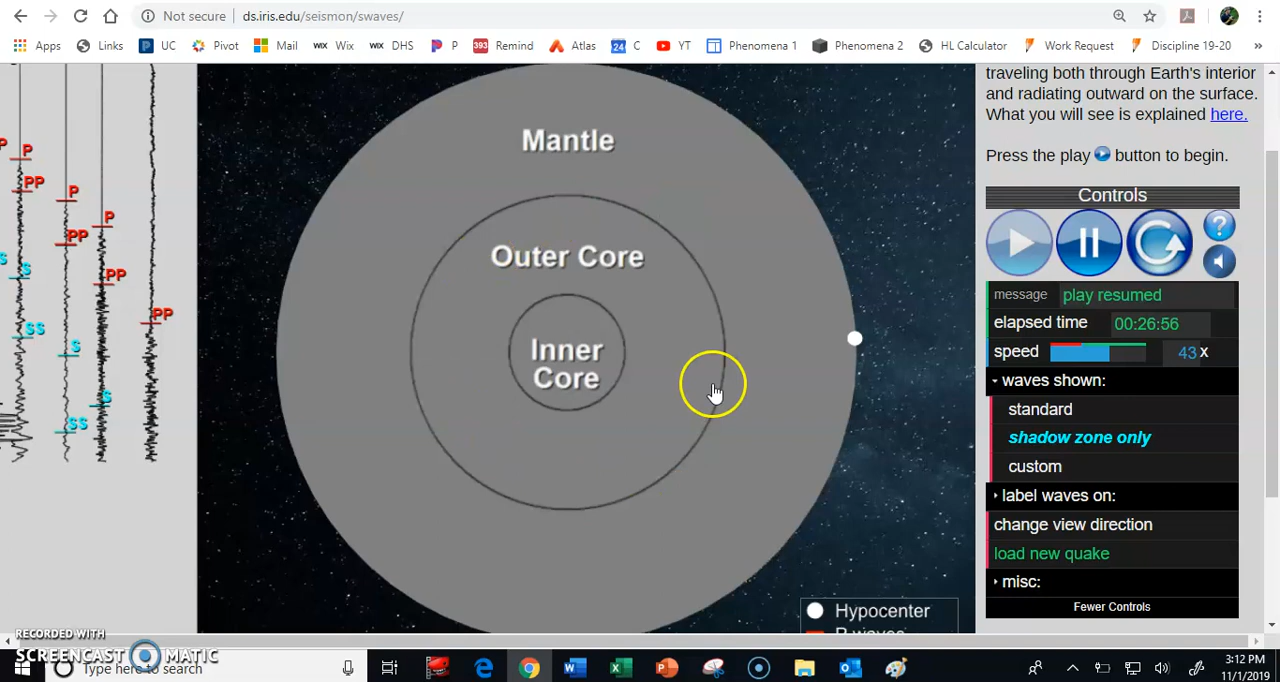 Not secure | ds.iris.edu/seismon/swaves/
Apps Links UC Pivot Mail WIX Wix WIX DHS P 393 Remind Atlas 24 C YT Phenomena 1 Phenomena 2 HL Calculator Work Request Discipline 19-20 »
traveling both through Earth's interior
and radiating outward on the surface.
What you will see is explained here.
Press the play button to begin.
Controls
?
message play resumed
elapsed time 00:26:56
speed 43 x
waves shown:
standard
shadow zone only
custom
label waves on:
change view direction
load new quake
misc:
Fewer Controls
P P
PP
P
PP
P
PP
PP
S S
SS
S
S
SS
Mantle
Outer Core
Inner
Core
Hypocenter
P waves
RECORDED WITH
SCREENCAST MATIC
Type here to search
3:12 PM
11/1/2019